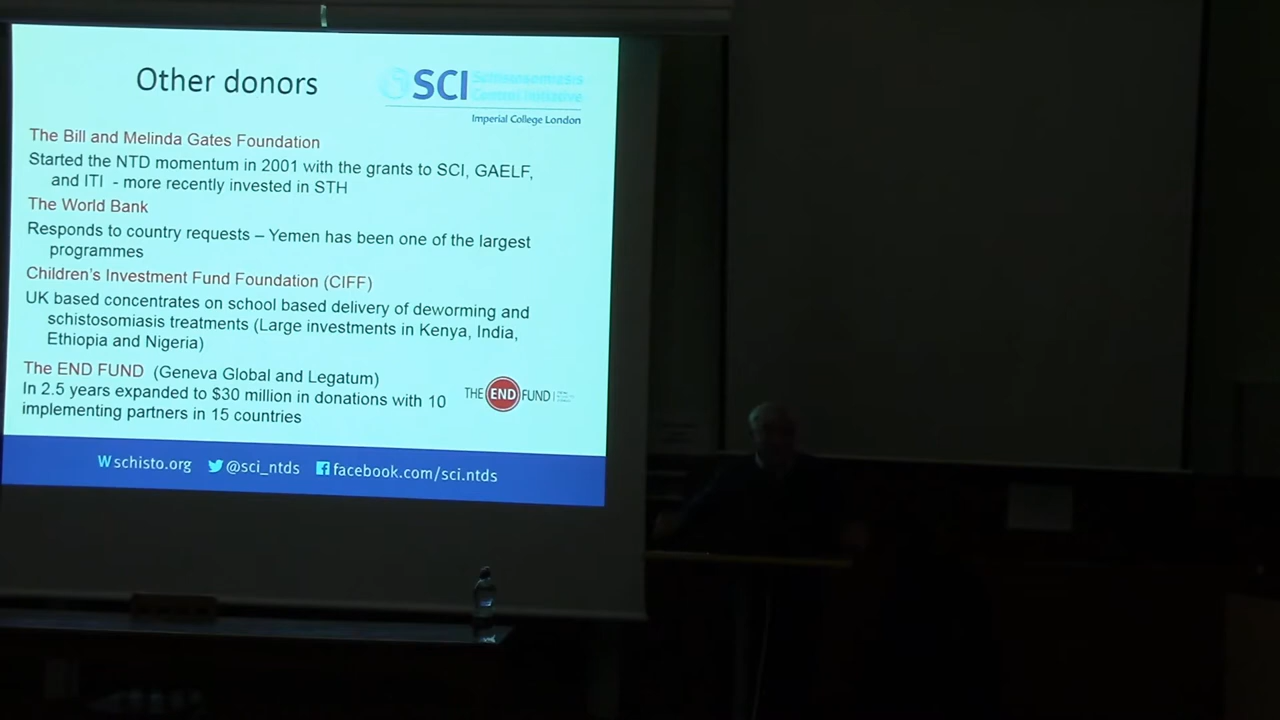 Other donors
SCI Schistosomiasis
Control Initiative
Imperial College London
The Bill and Melinda Gates Foundation
Started the NTD momentum in 2001 with the grants to SCI, GAELF,
and ITI - more recently invested in STH
The World Bank
Responds to country requests – Yemen has been one of the largest
programmes
Children's Investment Fund Foundation (CIFF)
UK based concentrates on school based delivery of deworming and
schistosomiasis treatments (Large investments in Kenya, India,
Ethiopia and Nigeria)
The END FUND (Geneva Global and Legatum)
In 2.5 years expanded to $30 million in donations with 10
implementing partners in 15 countries
THE END FUND
W schisto.org @sci_ntds facebook.com/sci.ntds